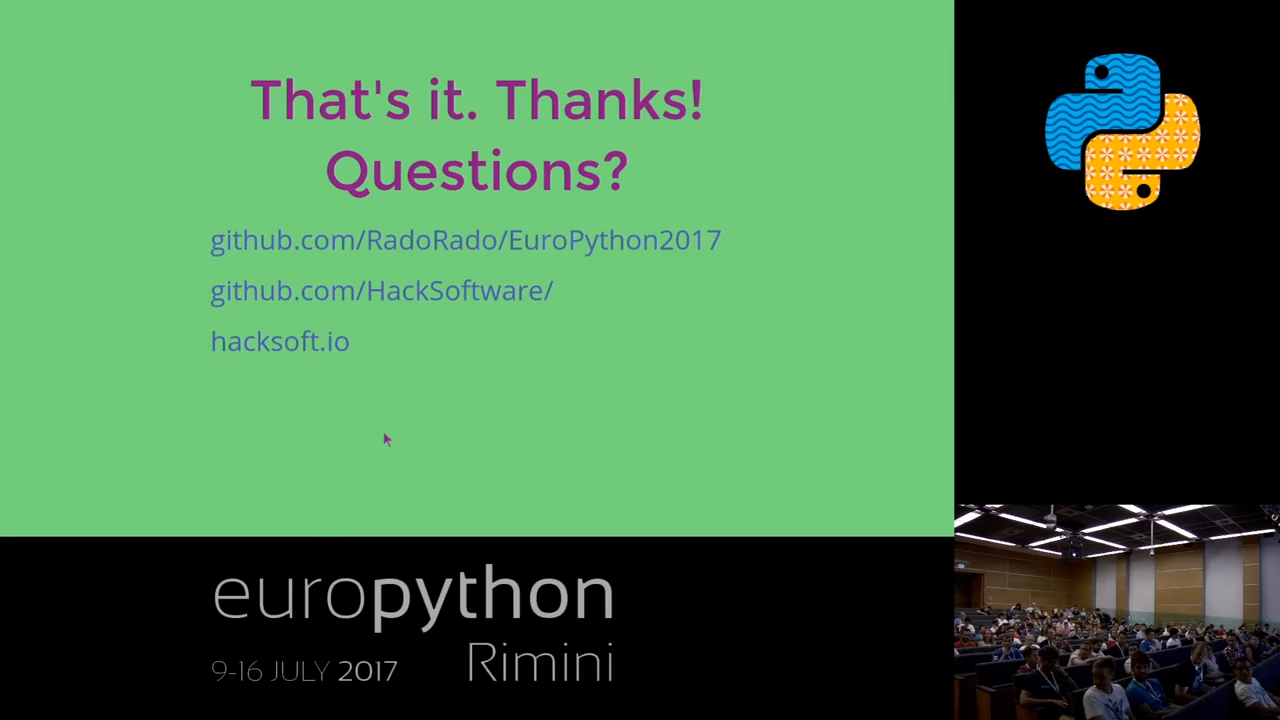 That's it. Thanks!
Questions?
github.com/RadoRado/EuroPython2017
github.com/HackSoftware/
hacksoft.io
europython
9-16 JULY 2017 Rimini